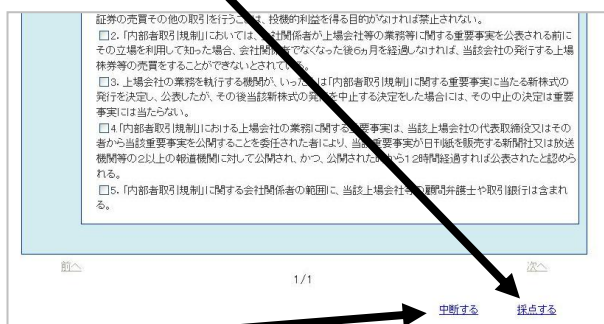 証券の売買その他の取引を行うことは、投機的利益を得る目的がなければ禁止されない。
□2. 「内部者取引規制」においては、会社関係者が上場会社等の業務等に関する重要事実を公表される前に
その立場を利用して知った場合、会社関係者でなくなった後6ヵ月を経過しなければ、当該会社の発行する上場
株券等の売買をすることができないとされている。
□3. 上場会社の業務を執行する機関が、いったんは「内部者取引規制」に関する重要事実に当たる新株式の
発行を決定し、公表したが、その後当該新株式の発行を中止する決定をした場合には、その中止の決定は重要
事実には当たらない。
□4. 「内部者取引規制」における上場会社の業務に関する重要事実は、当該上場会社の代表取締役又はその
者から当該重要事実を公開することを委任された者により、当該重要事実が日刊紙を販売する新聞社又は放送
機関等の2以上の報道機関に対して公開され、かつ、公開された時から12時間経過すれば公表されたと認めら
れる。
□5. 「内部者取引規制」に関する会社関係者の範囲に、当該上場会社等の顧問弁護士や取引銀行は含まれ
る。
前へ 1/1 次へ
中断する 採点する